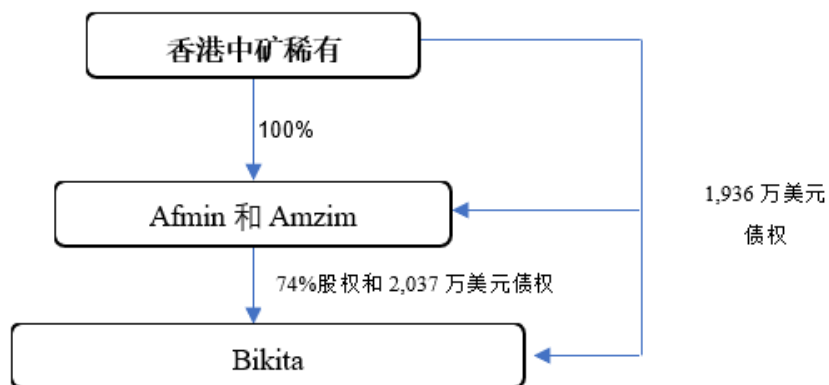 香港中矿稀有
100%
Afmin 和 Amzim
1,936 万美元
债权
74%股权和 2,037 万美元债权
Bikita